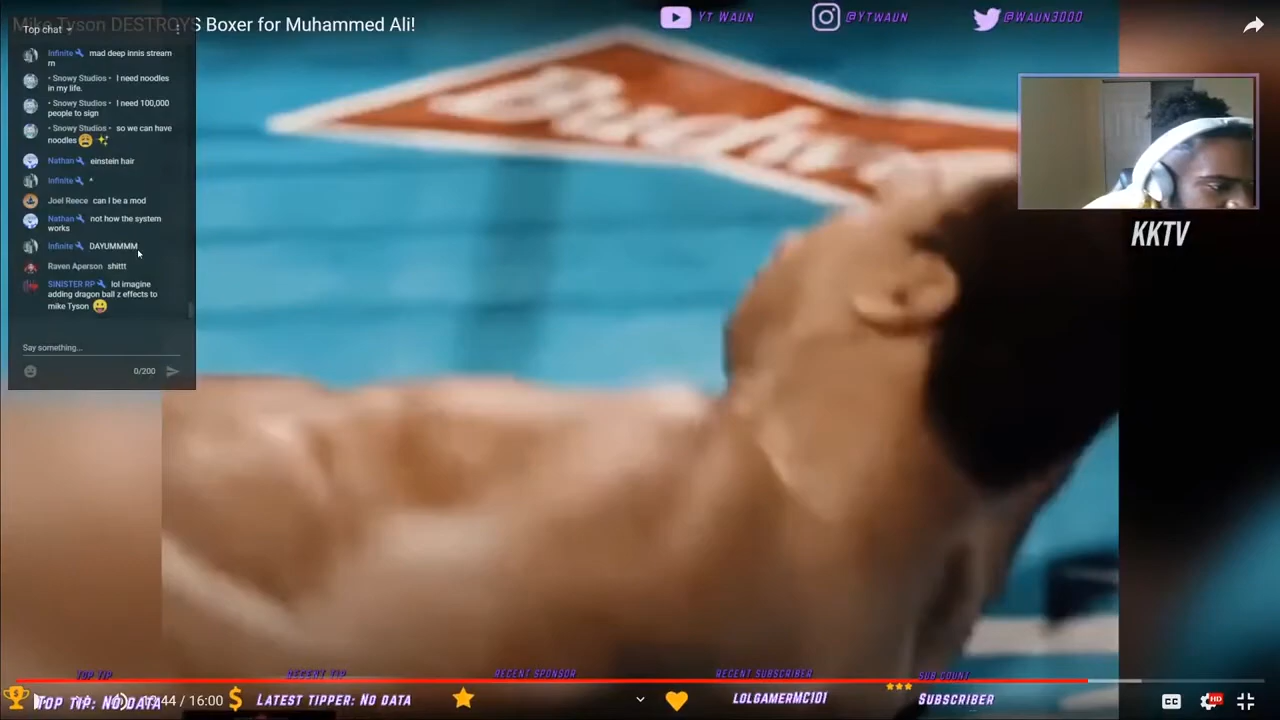 Mike Tyson DESTROYS Boxer for Muhammed Ali!
YT WAUN
@YTWAUN
@WAUN3000
Top chat
Infinite mad deep innis stream
rn
• Snowy Studios • I need noodles
in my life.
• Snowy Studios • I need 100,000
people to sign
• Snowy Studios • so we can have
noodles 😩 ✨
Nathan einstein hair
Infinite ^
Joel Reece can I be a mod
Nathan not how the system
works
Infinite DAYUMMMM
Raven Aperson shittt
SINISTER RP lol imagine
adding dragon ball z effects to
mike Tyson 😛
Say something...
0/200
KKTV
TOP TIP
RECENT TIP
RECENT SPONSOR
RECENT SUBSCRIBER
SUB COUNT
TOP TIP: NO DATA
:44 / 16:00
LATEST TIPPER: NO DATA
LOLGAMERMC101
SUBSCRIBER
CC
HD